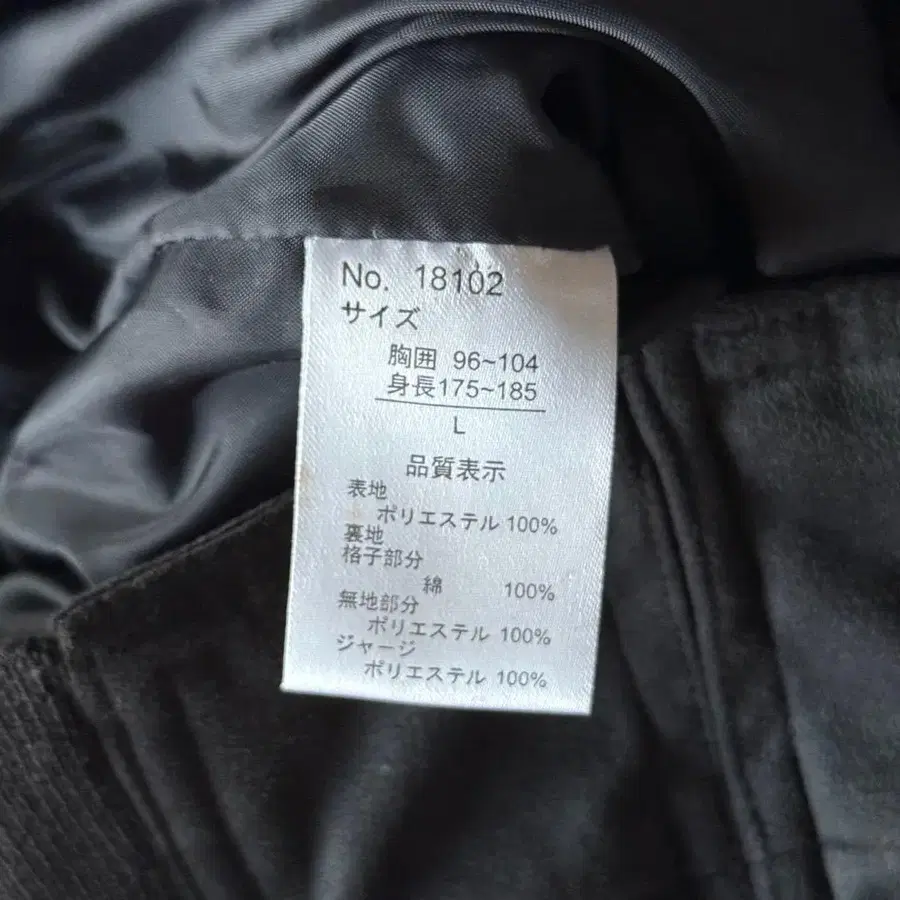 No. 18102
サイズ
胸囲 96~104
身長175~185
L
品質表示
表地
ポリエステル 100%
裏地
格子部分
綿 100%
無地部分
ポリエステル 100%
ジャージ
ポリエステル 100%